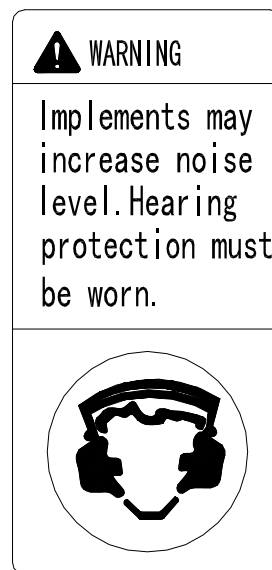 WARNING
Implements may
increase noise
level.Hearing
protection must
be worn.